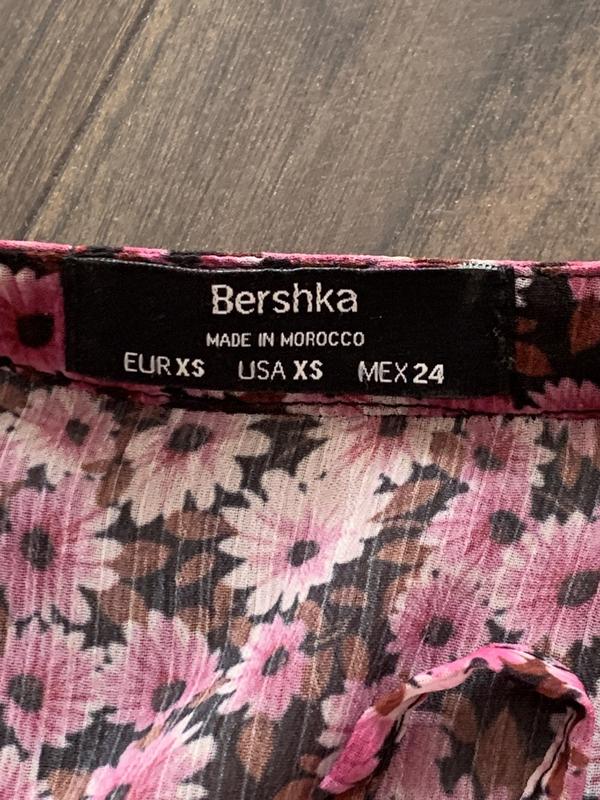 Bershka
MADE IN MOROCCO
EUR XS USA XS MEX 24